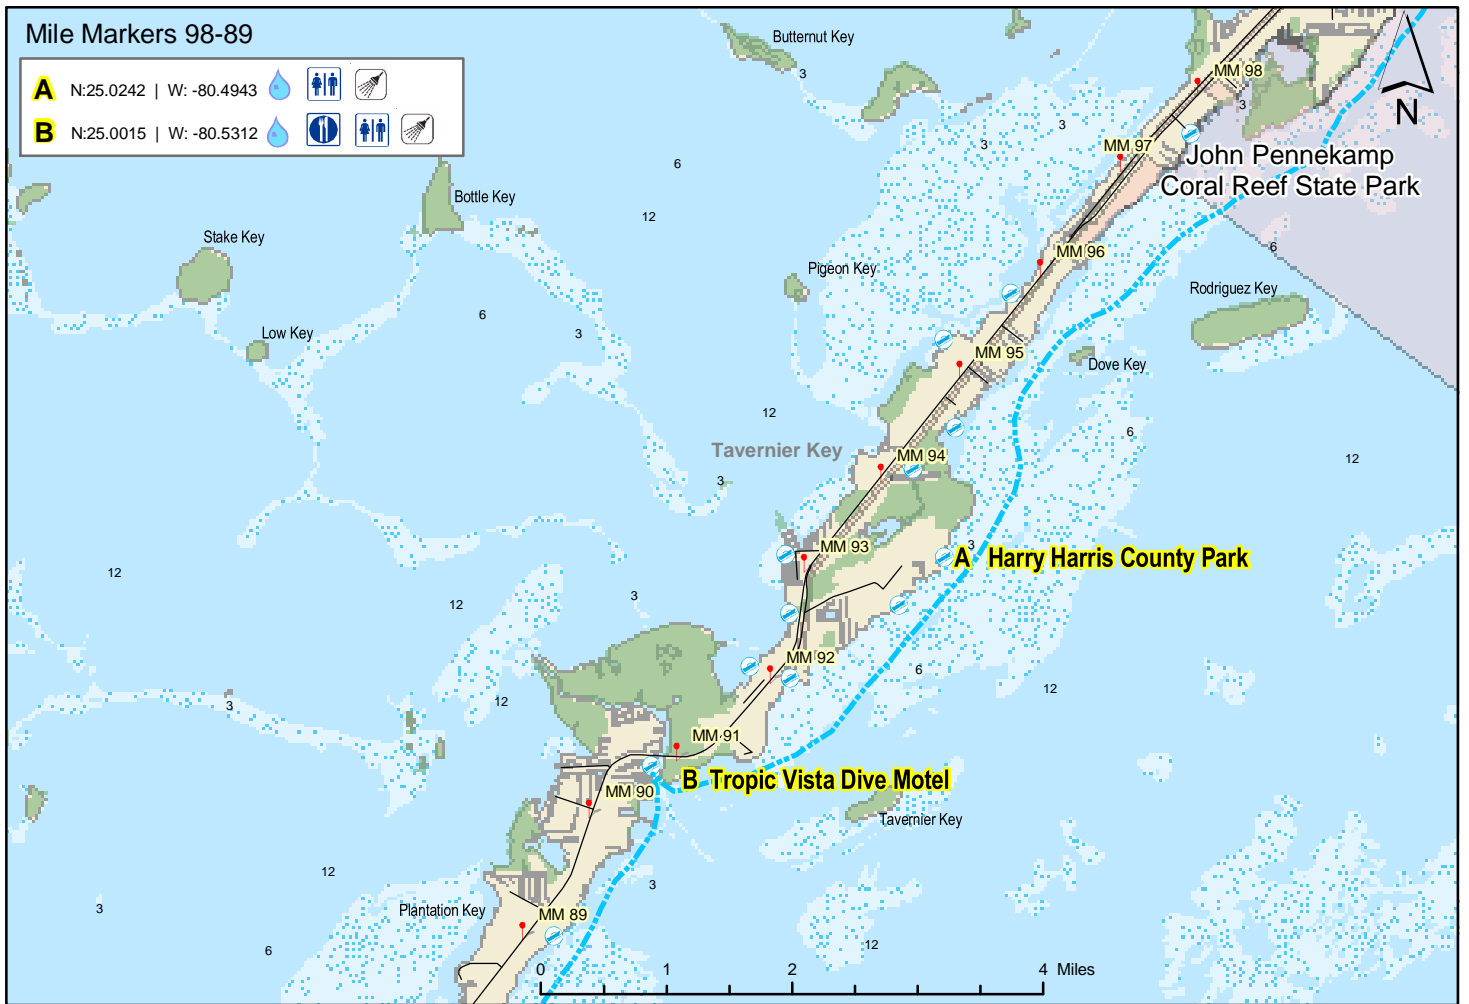 Mile Markers 98-89
A N:25.0242 | W: -80.4943
B N:25.0015 | W: -80.5312
Butternut Key
3
MM 98
3
N
3
3
MM 97
John Pennekamp
Coral Reef State Park
6
Bottle Key
12
Stake Key
MM 96
6
Pigeon Key
Rodriguez Key
6
Low Key
3
MM 95
Dove Key
12
6
Tavernier Key
MM 94
12
3
MM 93
3
A Harry Harris County Park
12
12
3
MM 92
6
12
12
3
MM 91
B Tropic Vista Dive Motel
MM 90
Tavernier Key
12
3
3
Plantation Key
MM 89
6
12
0 1 2 4 Miles